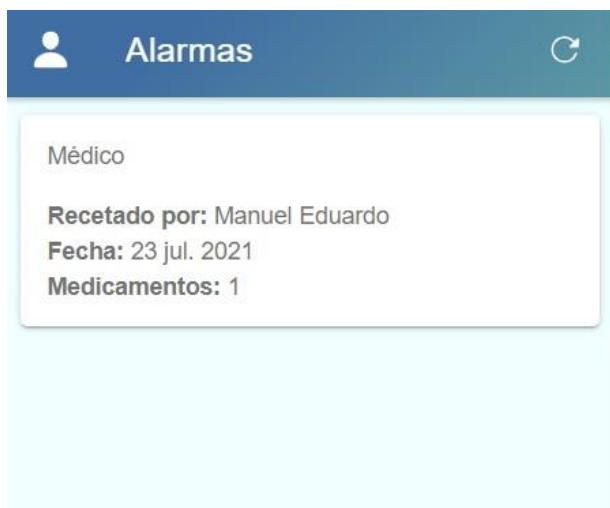 Alarmas
Médico
Recetado por: Manuel Eduardo
Fecha: 23 jul. 2021
Medicamentos: 1